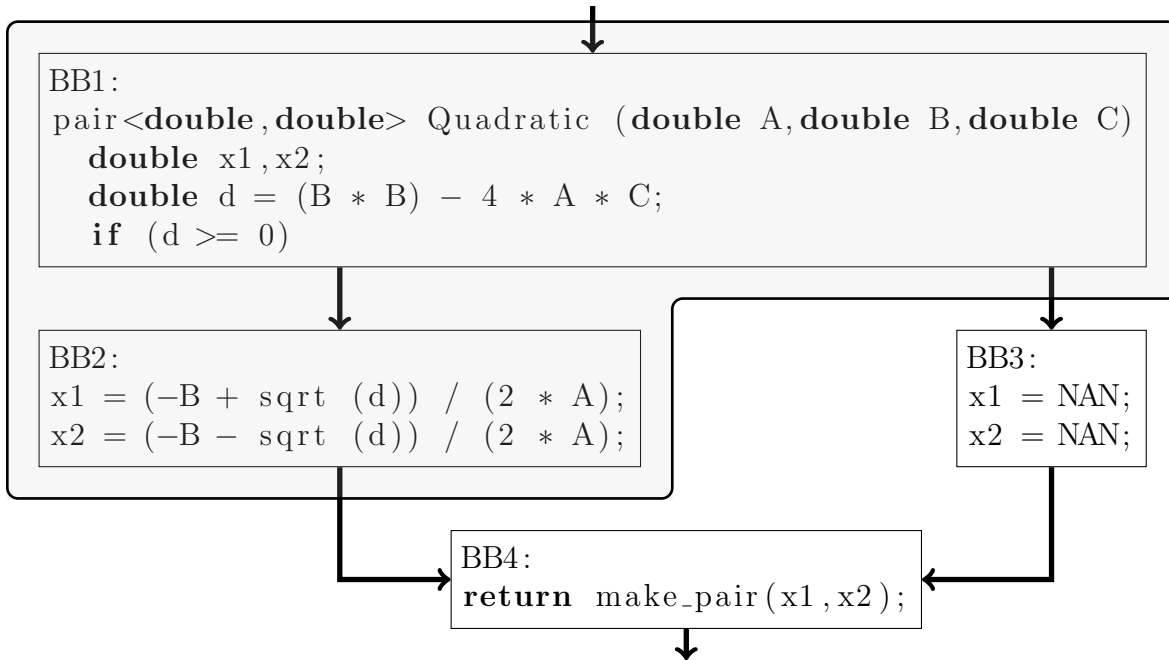 BB1:
pair<double,double> Quadratic (double A,double B,double C)
double x1,x2;
double d = (B * B) − 4 * A * C;
if (d >= 0)
BB2:
x1 = (−B + sqrt (d)) / (2 * A);
x2 = (−B − sqrt (d)) / (2 * A);
BB3:
x1 = NAN;
x2 = NAN;
BB4:
return make_pair(x1,x2);